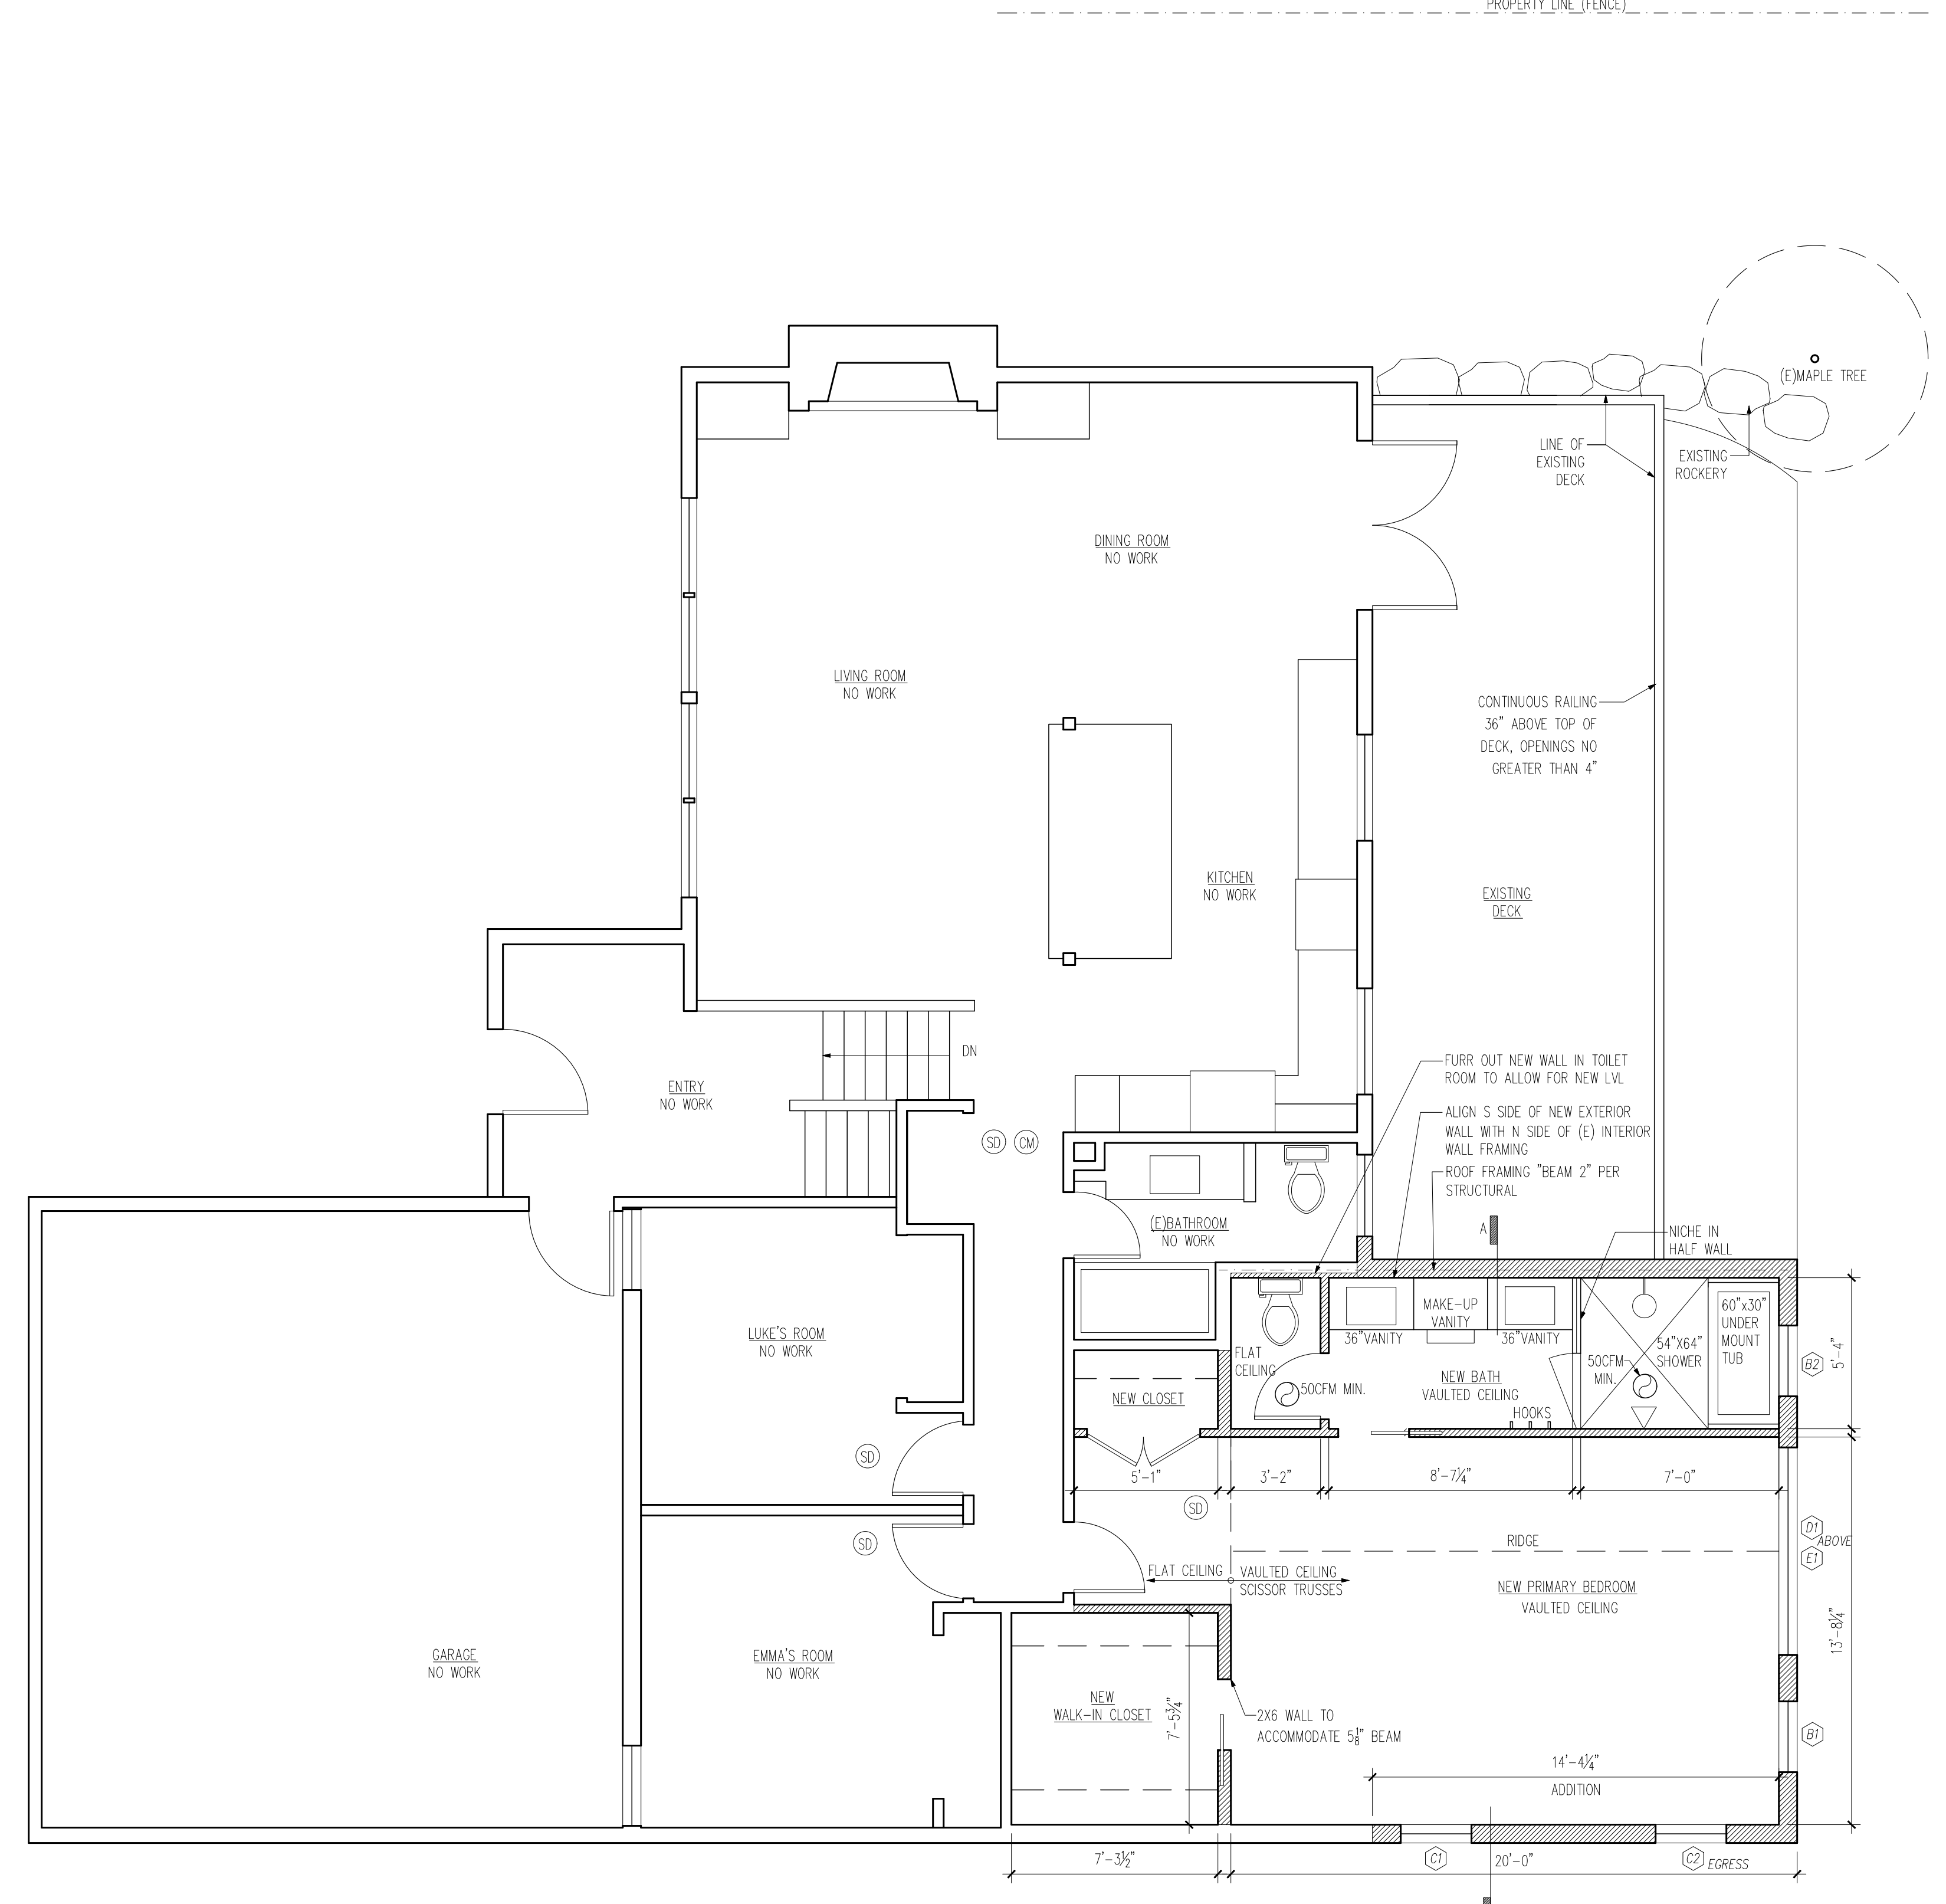 PROPERTY LINE (FENCE)
(E)MAPLE TREE
LINE OF
EXISTING
DECK
EXISTING
ROCKERY
DINING ROOM
NO WORK
LIVING ROOM
NO WORK
CONTINUOUS RAILING
36" ABOVE TOP OF
DECK, OPENINGS NO
GREATER THAN 4"
KITCHEN
NO WORK
EXISTING
DECK
DN
ENTRY
NO WORK
FURR OUT NEW WALL IN TOILET
ROOM TO ALLOW FOR NEW LVL
ALIGN S SIDE OF NEW EXTERIOR
WALL WITH N SIDE OF (E) INTERIOR
WALL FRAMING
ROOF FRAMING "BEAM 2" PER
STRUCTURAL
SD
CM
A
(E)BATHROOM
NO WORK
NICHE IN
HALF WALL
LUKE'S ROOM
NO WORK
FLAT
CEILING
50CFM MIN.
36"VANITY
MAKE-UP
VANITY
36"VANITY
NEW BATH
VAULTED CEILING
HOOKS
50CFM
MIN.
54"X64"
SHOWER
60"x30"
UNDER
MOUNT
TUB
B2
5'-4"
NEW CLOSET
SD
5'-1"
3'-2"
8'-7¼"
7'-0"
SD
SD
RIDGE
D1
ABOVE
E1
FLAT CEILING
VAULTED CEILING
SCISSOR TRUSSES
NEW PRIMARY BEDROOM
VAULTED CEILING
13'-8¼"
GARAGE
NO WORK
EMMA'S ROOM
NO WORK
NEW
WALK-IN CLOSET
7'-5¾"
2X6 WALL TO
ACCOMMODATE 5⅛" BEAM
B1
14'-4¼"
ADDITION
7'-3½"
C1
20'-0"
C2
EGRESS